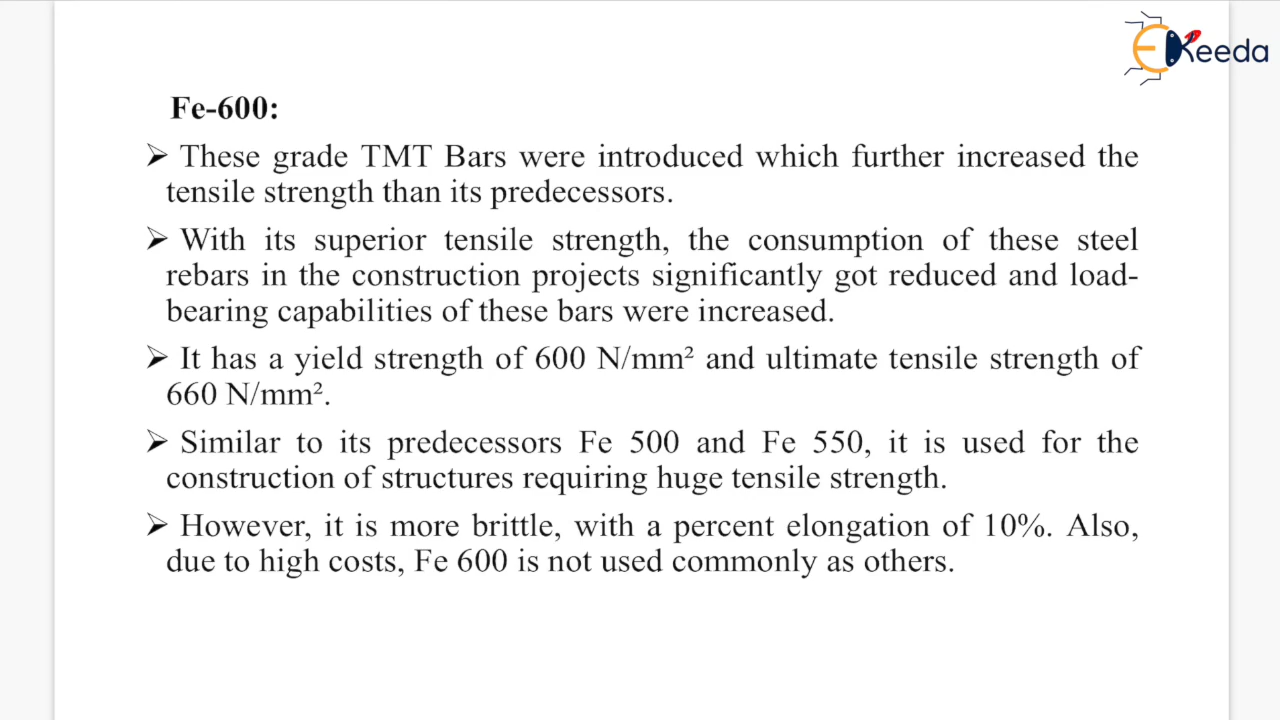 EKeeda
Fe-600:
➢ These grade TMT Bars were introduced which further increased the
tensile strength than its predecessors.
➢ With its superior tensile strength, the consumption of these steel
rebars in the construction projects significantly got reduced and load-
bearing capabilities of these bars were increased.
➢ It has a yield strength of 600 N/mm² and ultimate tensile strength of
660 N/mm².
➢ Similar to its predecessors Fe 500 and Fe 550, it is used for the
construction of structures requiring huge tensile strength.
➢ However, it is more brittle, with a percent elongation of 10%. Also,
due to high costs, Fe 600 is not used commonly as others.